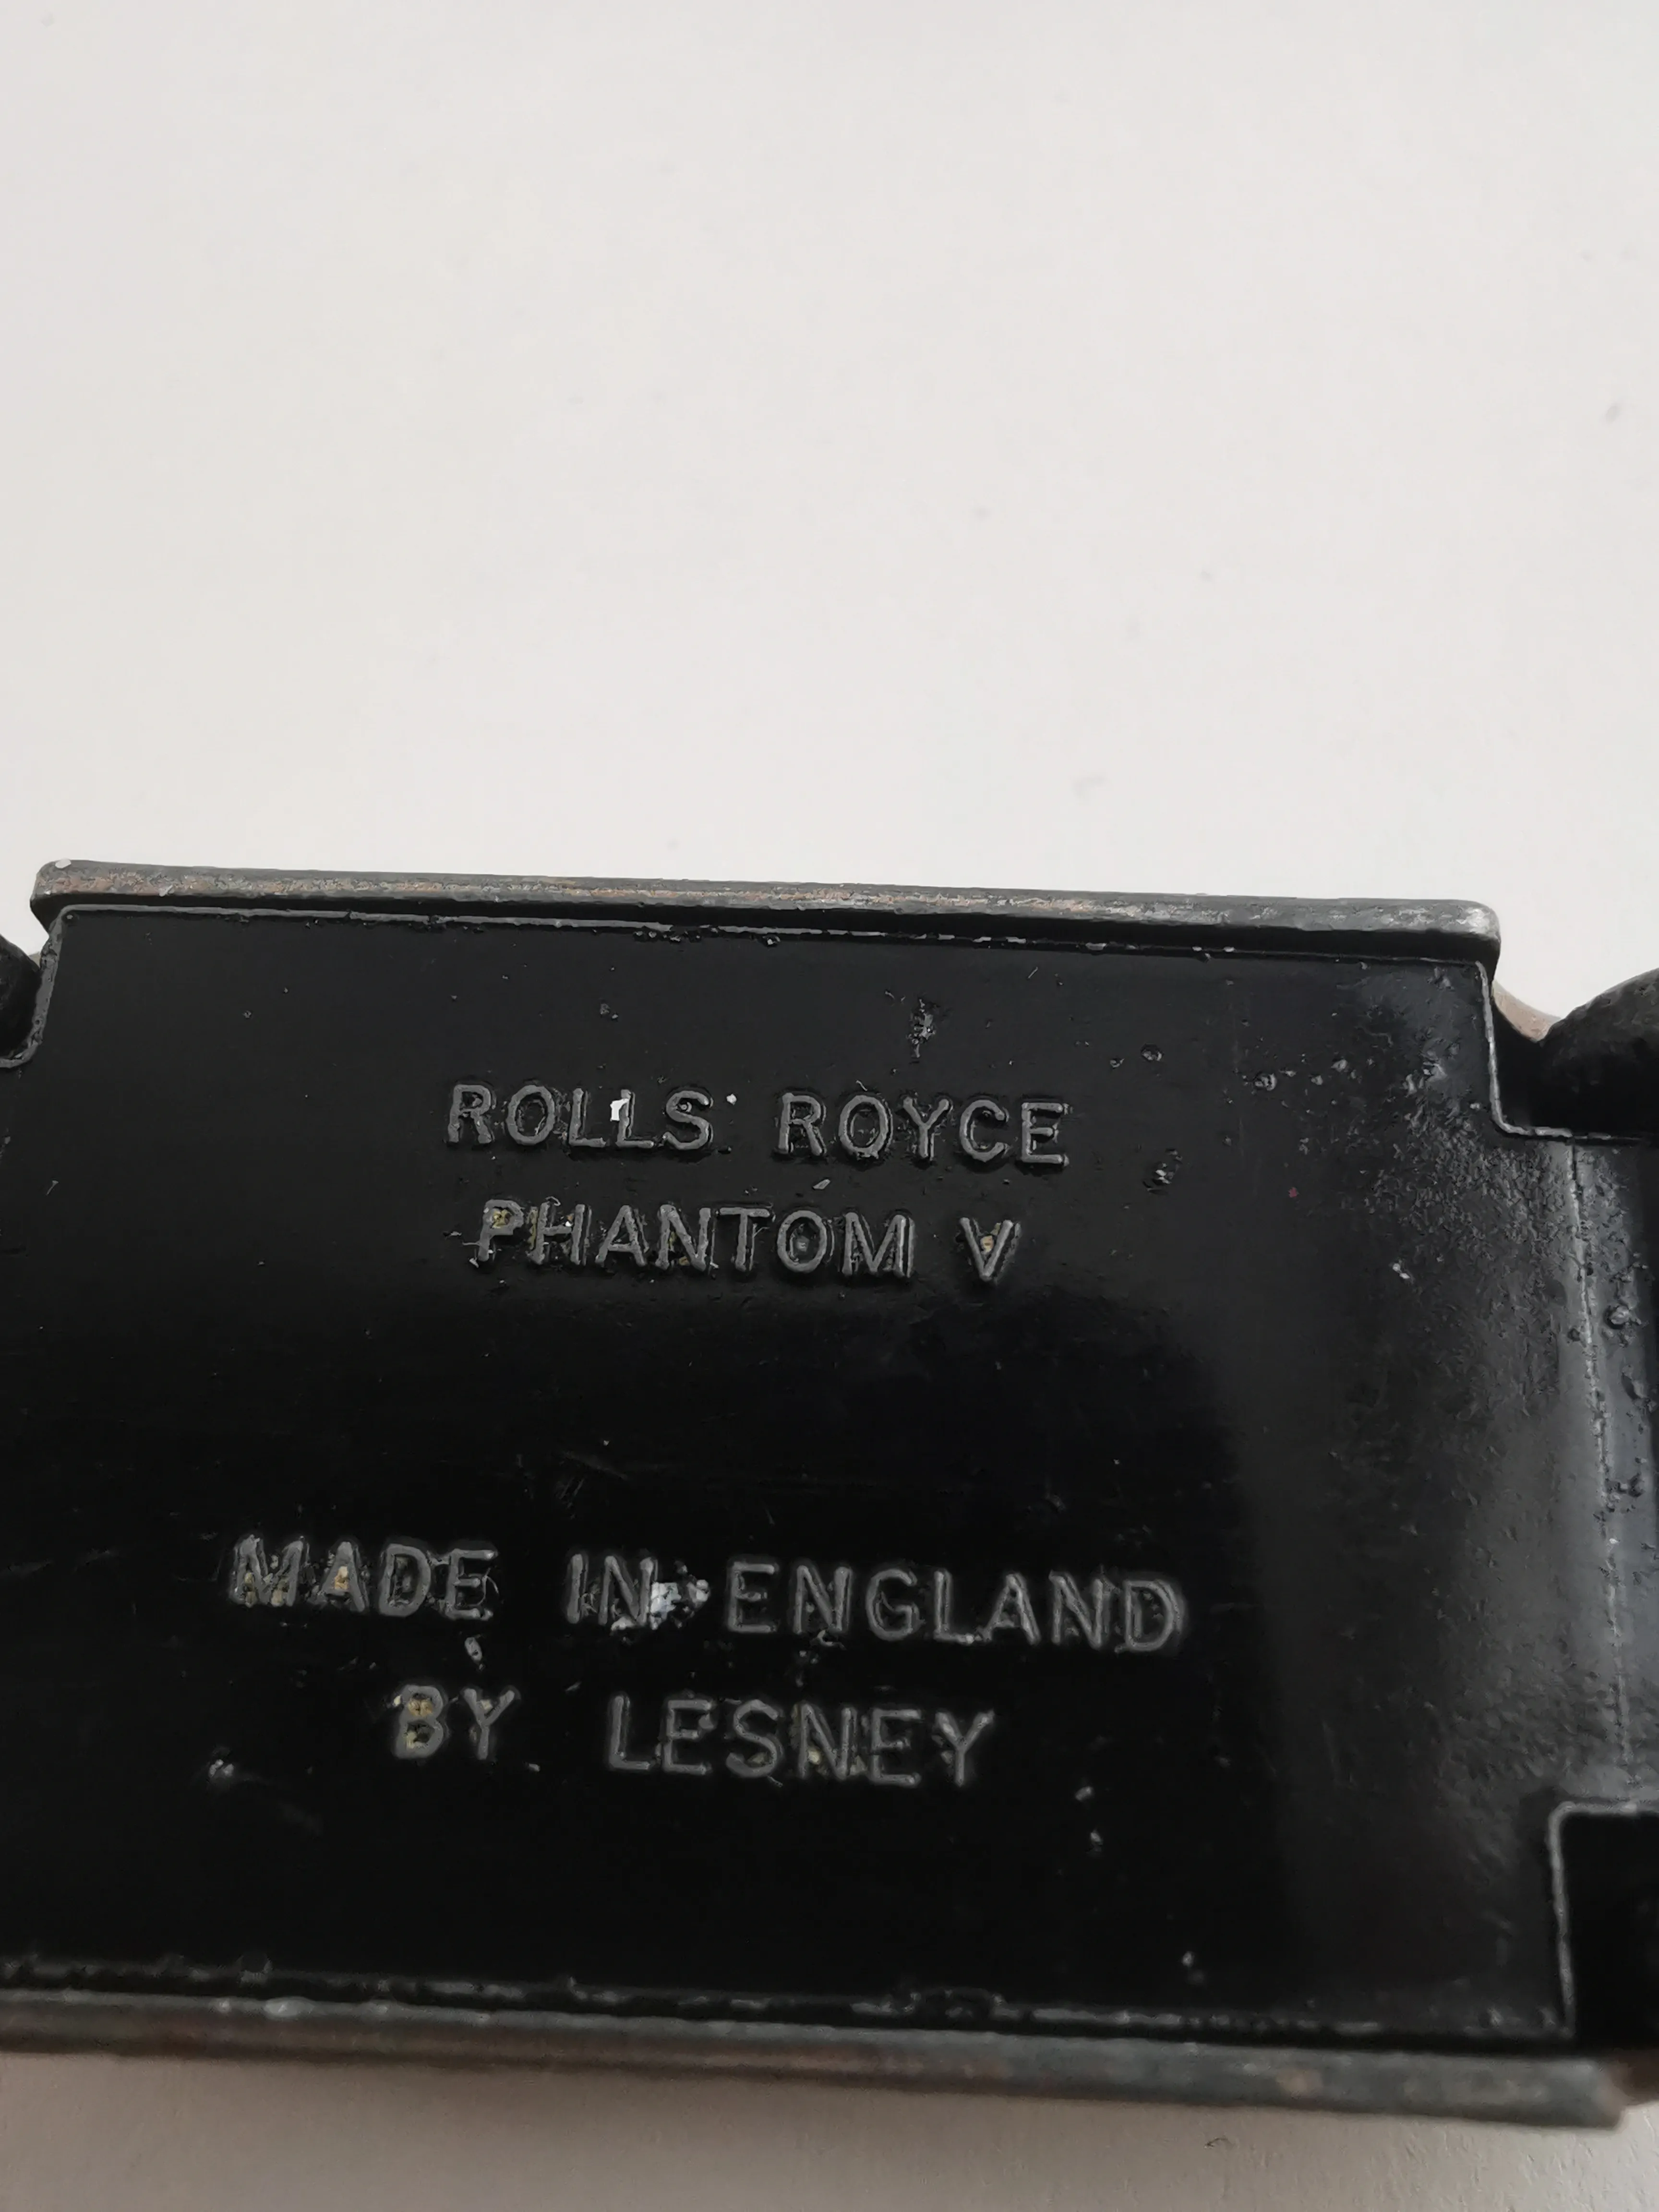 ROLLS ROYCE
PHANTOM V
MADE IN ENGLAND
BY LESNEY